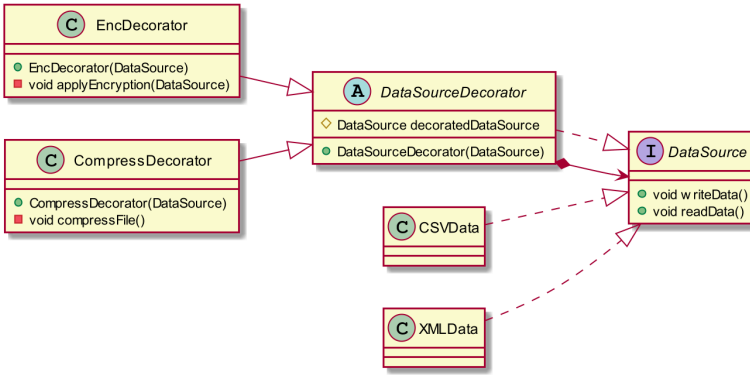 C EncDecorator
EncDecorator(DataSource)
void applyEncryption(DataSource)
C CompressDecorator
CompressDecorator(DataSource)
void compressFile()
A DataSourceDecorator
DataSource decoratedDataSource
DataSourceDecorator(DataSource)
I DataSource
void writeData()
void readData()
C CSVData
C XMLData